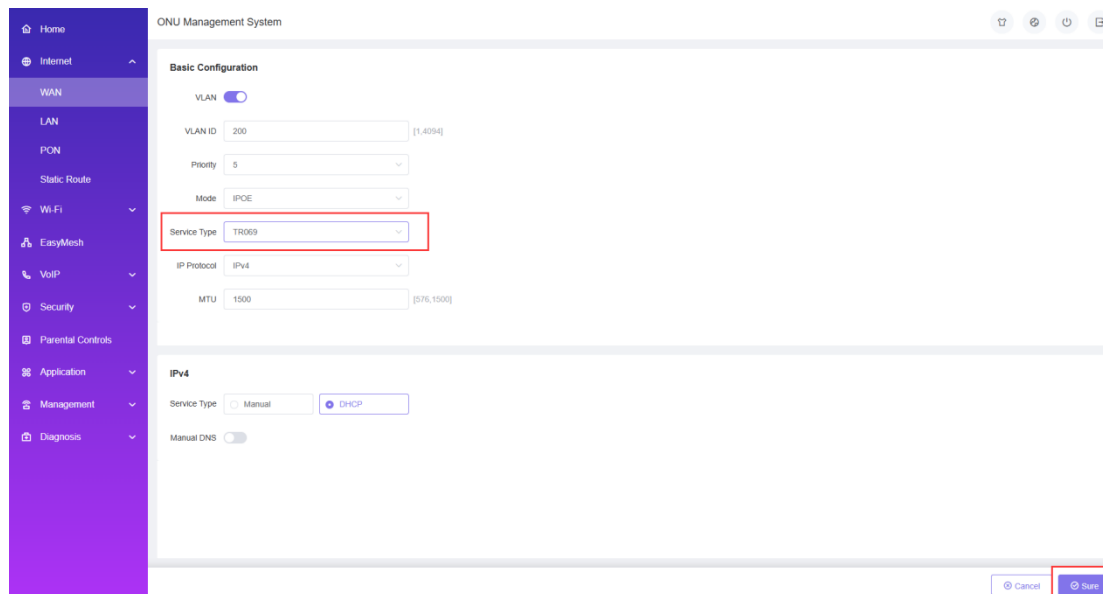 ONU Management System
Home
Internet
WAN
LAN
PON
Static Route
Wi-Fi
EasyMesh
VoIP
Security
Parental Controls
Application
Management
Diagnosis
Basic Configuration
VLAN
VLAN ID 200 [1,4094]
Priority 5
Mode IPOE
Service Type TR069
IP Protocol IPv4
MTU 1500 [576,1500]
IPv4
Service Type Manual DHCP
Manual DNS
Cancel Sure